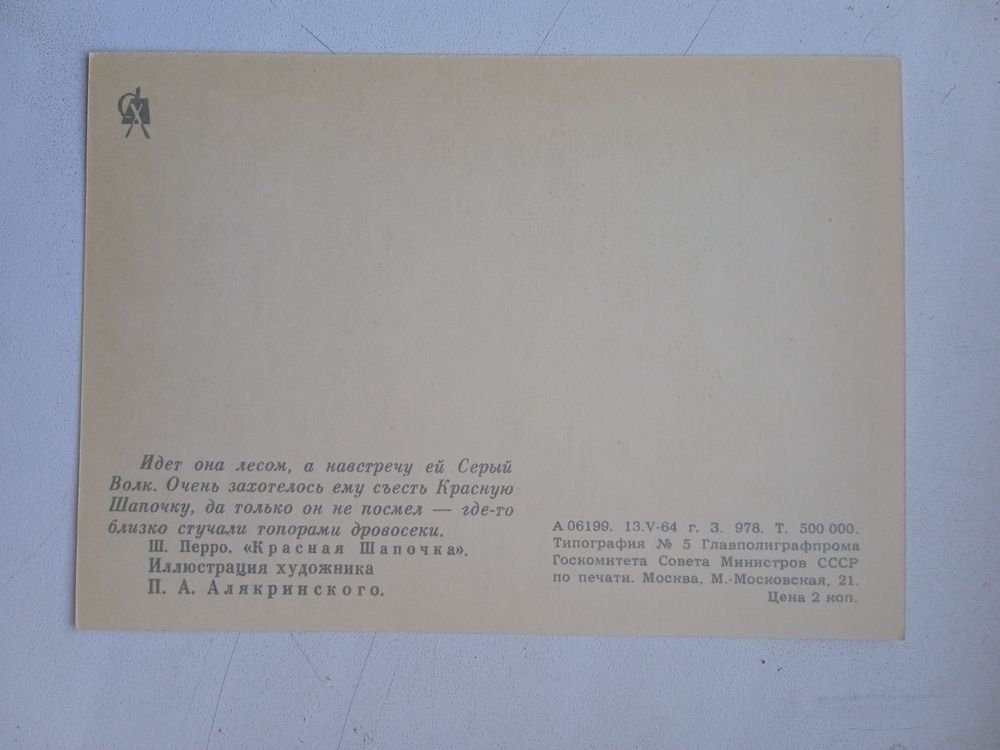 Идет она лесом, а навстречу ей Серый
Волк. Очень захотелось ему съесть Красную
Шапочку, да только он не посмел — где-то
близко стучали топорами дровосеки.
Ш. Перро. «Красная Шапочка».
Иллюстрация художника
П. А. Алякринского.
А 06199. 13.V-64 г. З. 978. Т. 500 000.
Типография № 5 Главполиграфпрома
Госкомитета Совета Министров СССР
по печати. Москва, М.-Московская, 21.
Цена 2 коп.